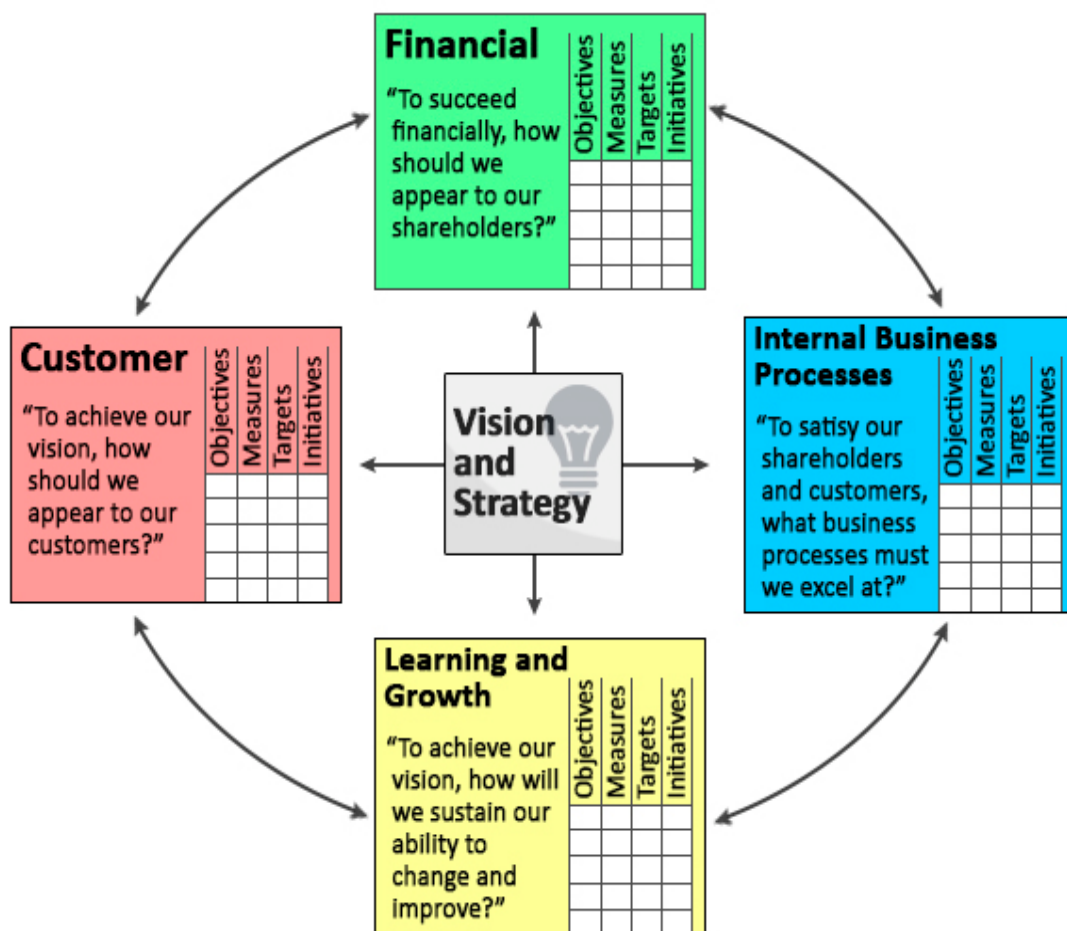 Financial
“To succeed
financially, how
should we
appear to our
shareholders?”
Objectives
Measures
Targets
Initiatives
Customer
“To achieve our
vision, how
should we
appear to our
customers?”
Objectives
Measures
Targets
Initiatives
Vision
and
Strategy
Internal Business
Processes
“To satisy our
shareholders
and customers,
what business
processes must
we excel at?”
Objectives
Measures
Targets
Initiatives
Learning and
Growth
“To achieve our
vision, how will
we sustain our
ability to
change and
improve?”
Objectives
Measures
Targets
Initiatives